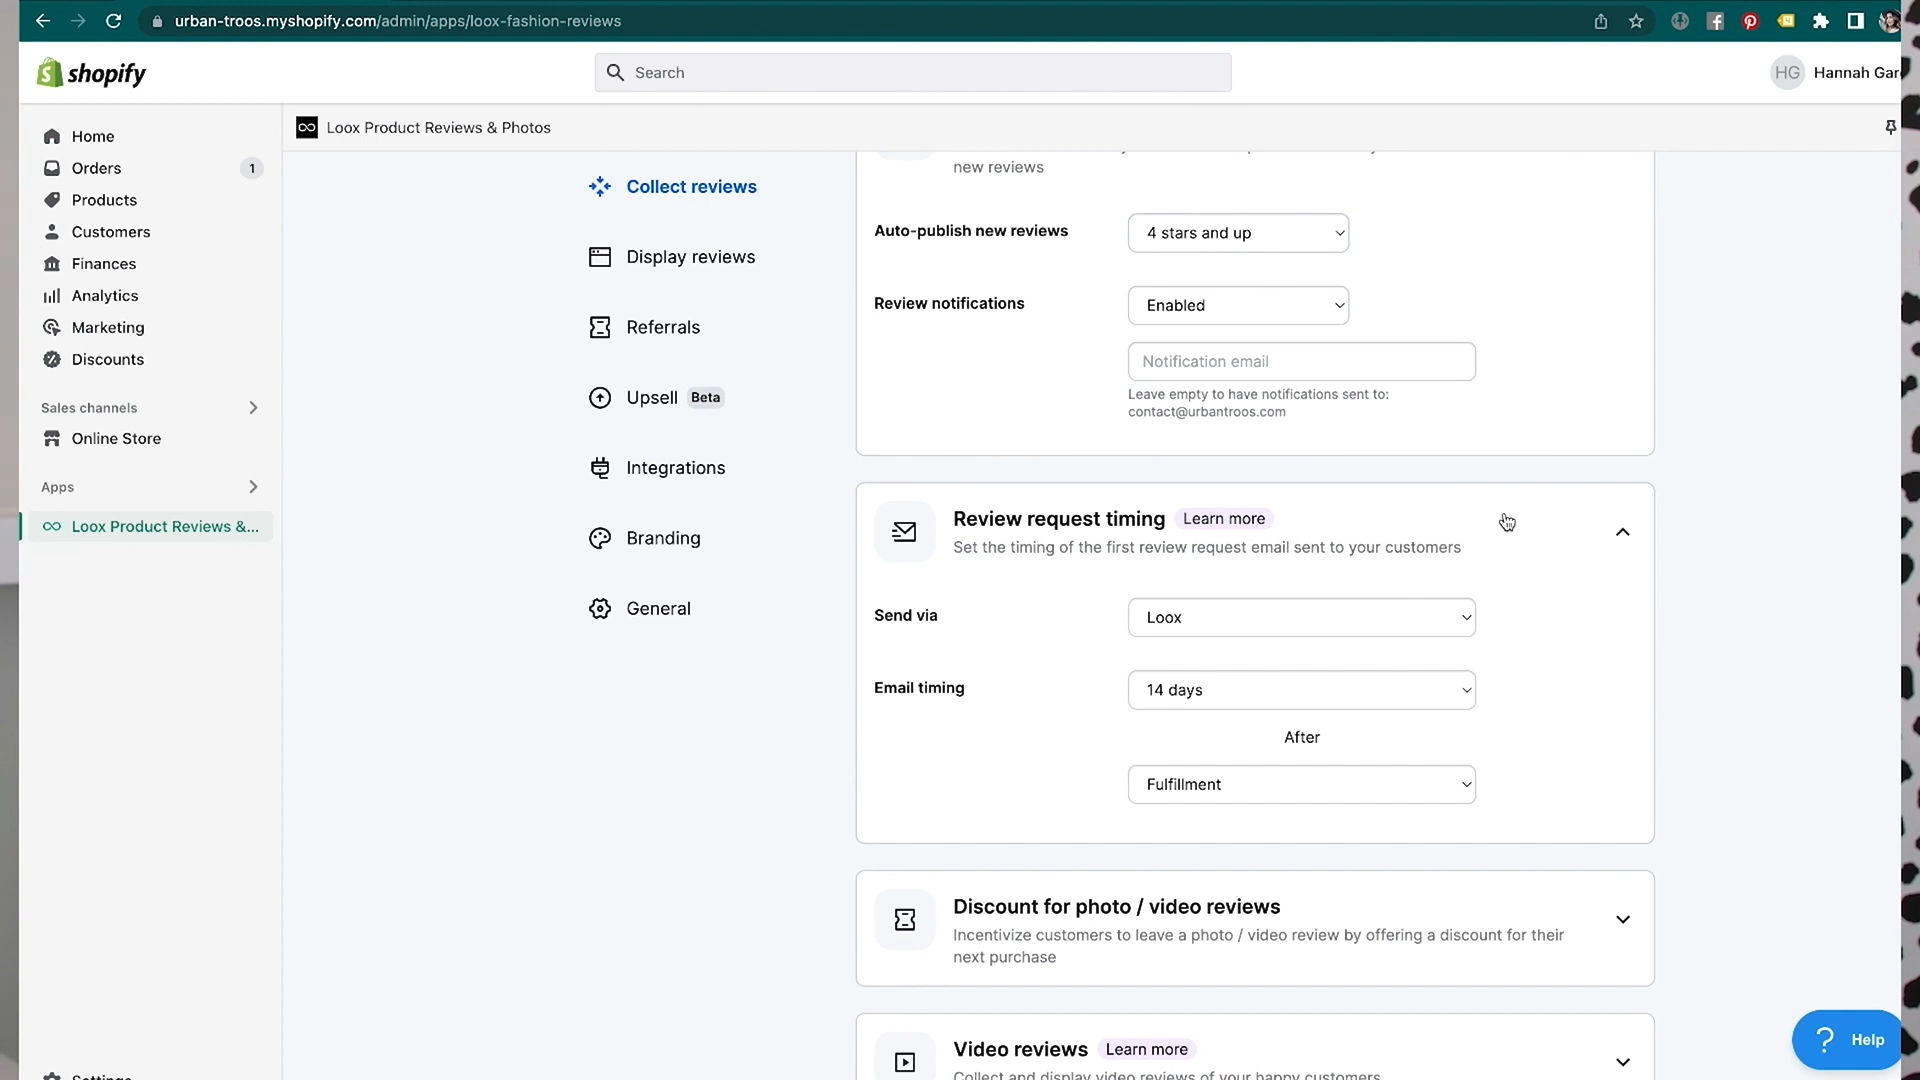 urban-troos.myshopify.com/admin/apps/loox-fashion-reviews
shopify
Search
HG
Hannah Gar
Home
Orders
1
Products
Customers
Finances
Analytics
Marketing
Discounts
Sales channels
Online Store
Apps
Loox Product Reviews &...
Settings
Loox Product Reviews & Photos
Collect reviews
Display reviews
Referrals
Upsell Beta
Integrations
Branding
General
new reviews
Auto-publish new reviews
4 stars and up
Review notifications
Enabled
Notification email
Leave empty to have notifications sent to:
contact@urbantroos.com
Review request timing Learn more
Set the timing of the first review request email sent to your customers
Send via
Loox
Email timing
14 days
After
Fulfillment
Discount for photo / video reviews
Incentivize customers to leave a photo / video review by offering a discount for their
next purchase
Video reviews Learn more
Collect and display video reviews of your happy customers
? Help